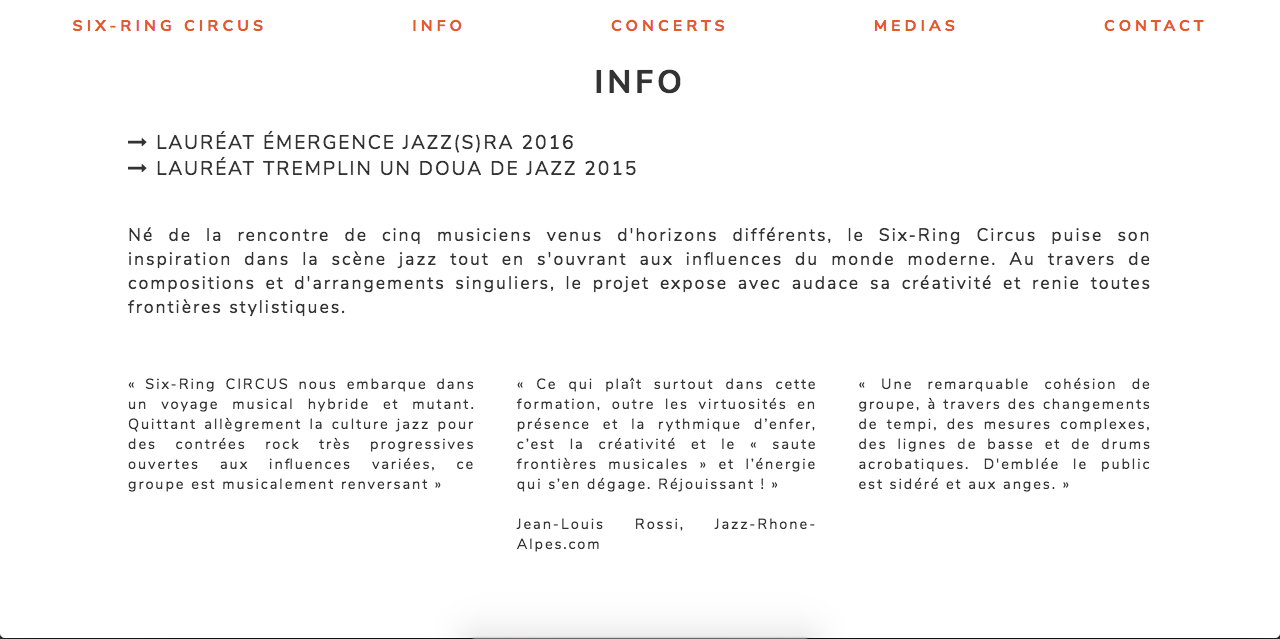 SIX-RING CIRCUS INFO CONCERTS MEDIAS CONTACT
INFO
→ LAURÉAT ÉMERGENCE JAZZ(S)RA 2016
→ LAURÉAT TREMPLIN UN DOUA DE JAZZ 2015
Né de la rencontre de cinq musiciens venus d'horizons différents, le Six-Ring Circus puise son
inspiration dans la scène jazz tout en s'ouvrant aux influences du monde moderne. Au travers de
compositions et d'arrangements singuliers, le projet expose avec audace sa créativité et renie toutes
frontières stylistiques.
« Six-Ring CIRCUS nous embarque dans
un voyage musical hybride et mutant.
Quittant allègrement la culture jazz pour
des contrées rock très progressives
ouvertes aux influences variées, ce
groupe est musicalement renversant »
« Ce qui plaît surtout dans cette
formation, outre les virtuosités en
présence et la rythmique d’enfer,
c’est la créativité et le « saute
frontières musicales » et l’énergie
qui s’en dégage. Réjouissant ! »
Jean-Louis Rossi, Jazz-Rhone-
Alpes.com
« Une remarquable cohésion de
groupe, à travers des changements
de tempi, des mesures complexes,
des lignes de basse et de drums
acrobatiques. D'emblée le public
est sidéré et aux anges. »